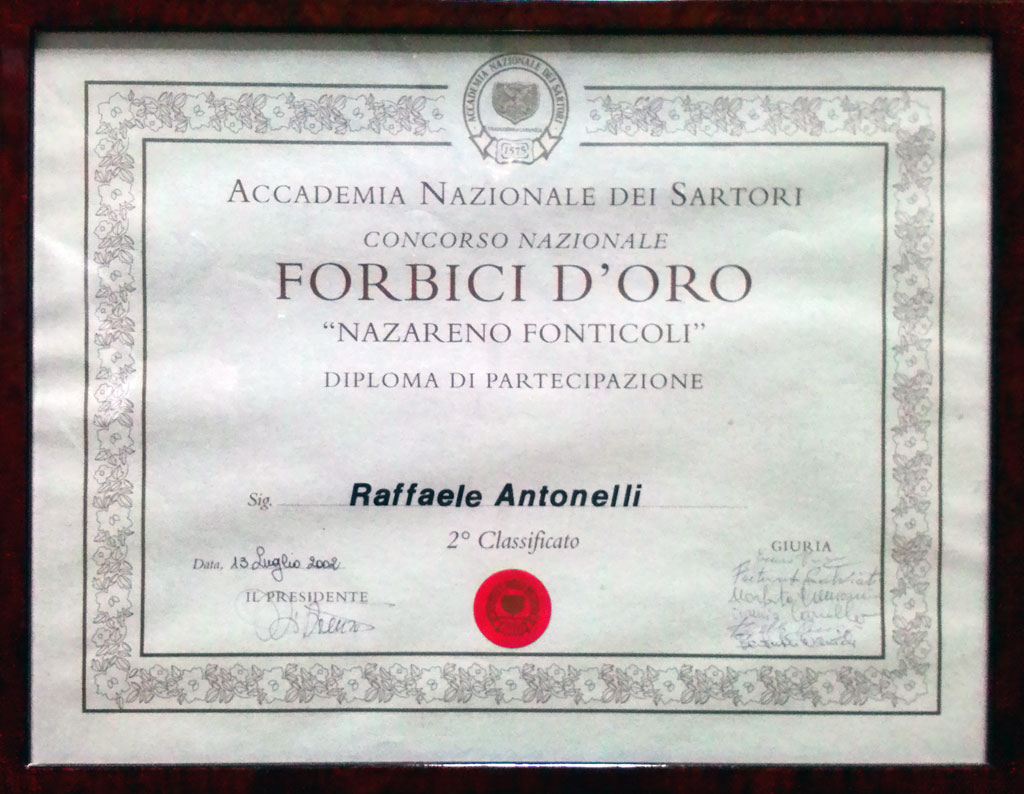 ACCADEMIA NAZIONALE DEI SARTORI
1575
ACCADEMIA NAZIONALE DEI SARTORI
CONCORSO NAZIONALE
FORBICI D'ORO
“NAZARENO FONTICOLI”
DIPLOMA DI PARTECIPAZIONE
Sig. Raffaele Antonelli
2° Classificato
Data, 13 Luglio 2002
IL PRESIDENTE
GIURIA